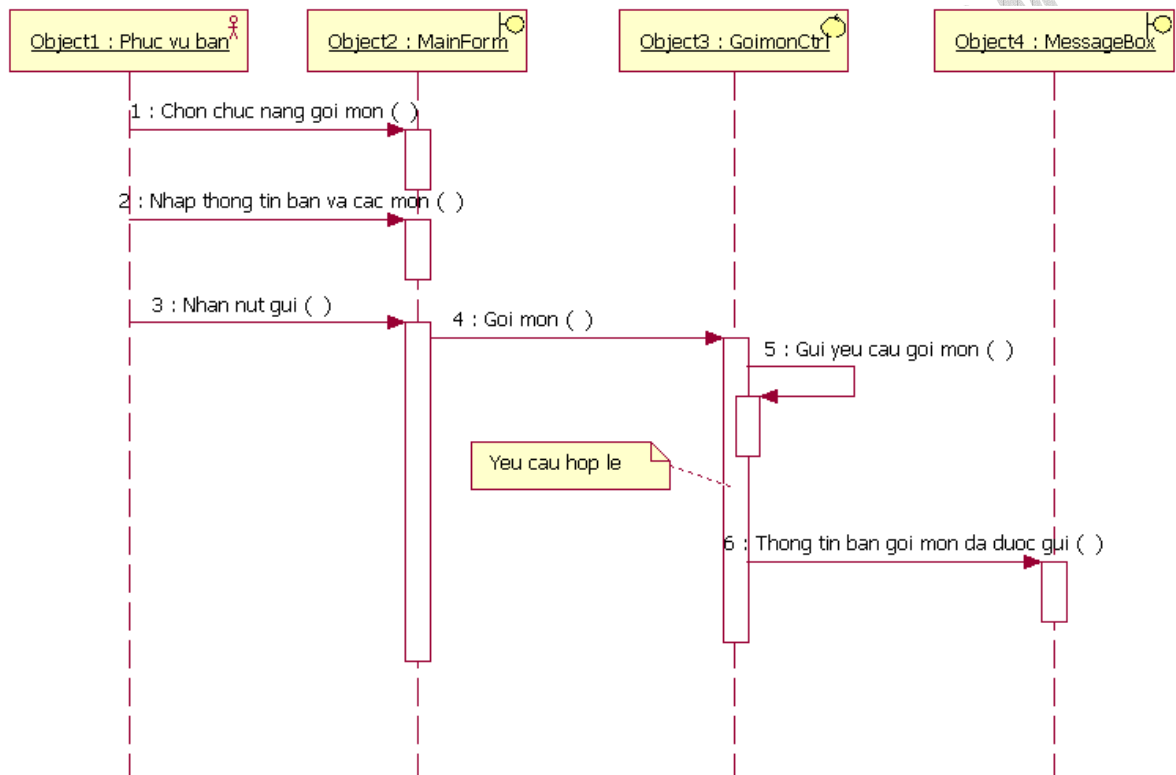 Object1 : Phuc vu ban
Object2 : MainForm
Object3 : GoimonCtrl
Object4 : MessageBox
1 : Chon chuc nang goi mon ( )
2 : Nhap thong tin ban va cac mon ( )
3 : Nhan nut gui ( )
4 : Goi mon ( )
5 : Gui yeu cau goi mon ( )
Yeu cau hop le
6 : Thong tin ban goi mon da duoc gui ( )